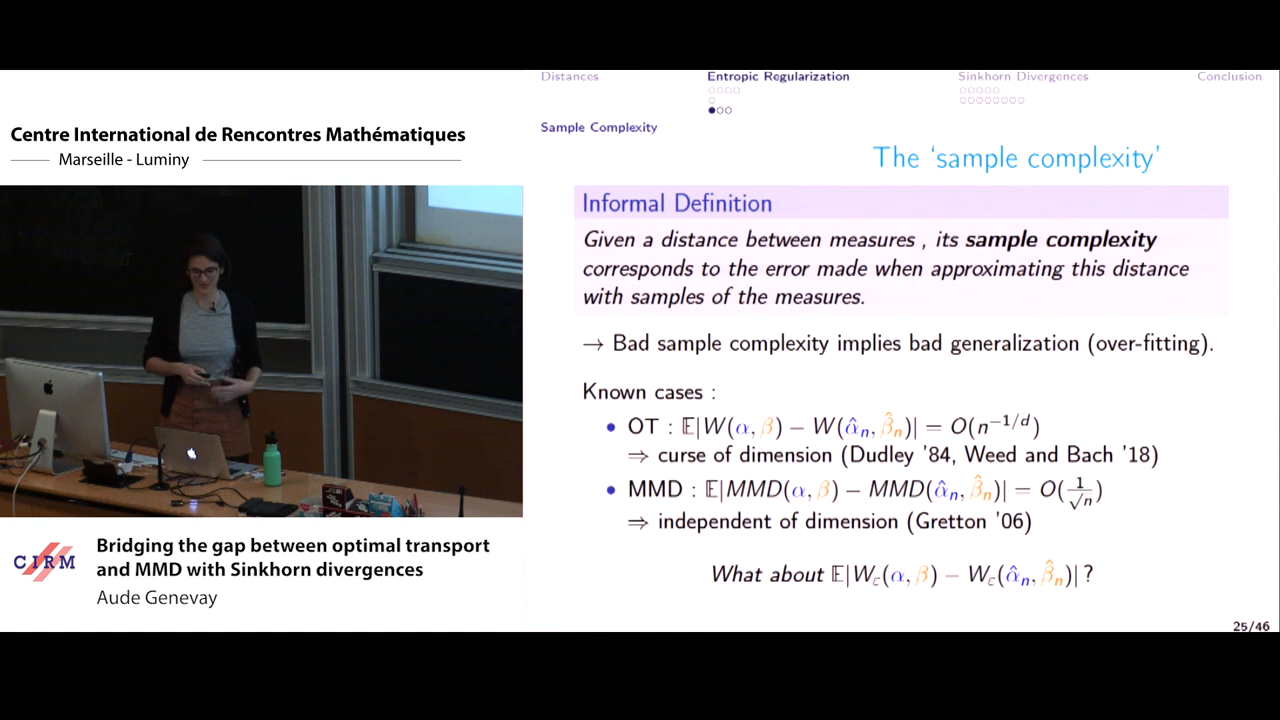 Centre International de Rencontres Mathématiques
Marseille - Luminy
CIRM
Bridging the gap between optimal transport
and MMD with Sinkhorn divergences
Aude Genevay
Distances Entropic Regularization Sinkhorn Divergences Conclusion
Sample Complexity
The ‘sample complexity’
Informal Definition
Given a distance between measures , its sample complexity
corresponds to the error made when approximating this distance
with samples of the measures.
→ Bad sample complexity implies bad generalization (over-fitting).
Known cases :
• OT : 𝔼|W(α, β) − W(α̂ₙ, β̂ₙ)| = O(n^{−1/d})
⇒ curse of dimension (Dudley ’84, Weed and Bach ’18)
• MMD : 𝔼|MMD(α, β) − MMD(α̂ₙ, β̂ₙ)| = O(1/√n)
⇒ independent of dimension (Gretton ’06)
What about 𝔼|W_ε(α, β) − W_ε(α̂ₙ, β̂ₙ)| ?
25/46